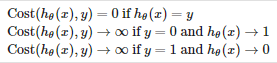 Cost(hθ(x), y) = 0 if hθ(x) = y
Cost(hθ(x), y) → ∞ if y = 0 and hθ(x) → 1
Cost(hθ(x), y) → ∞ if y = 1 and hθ(x) → 0